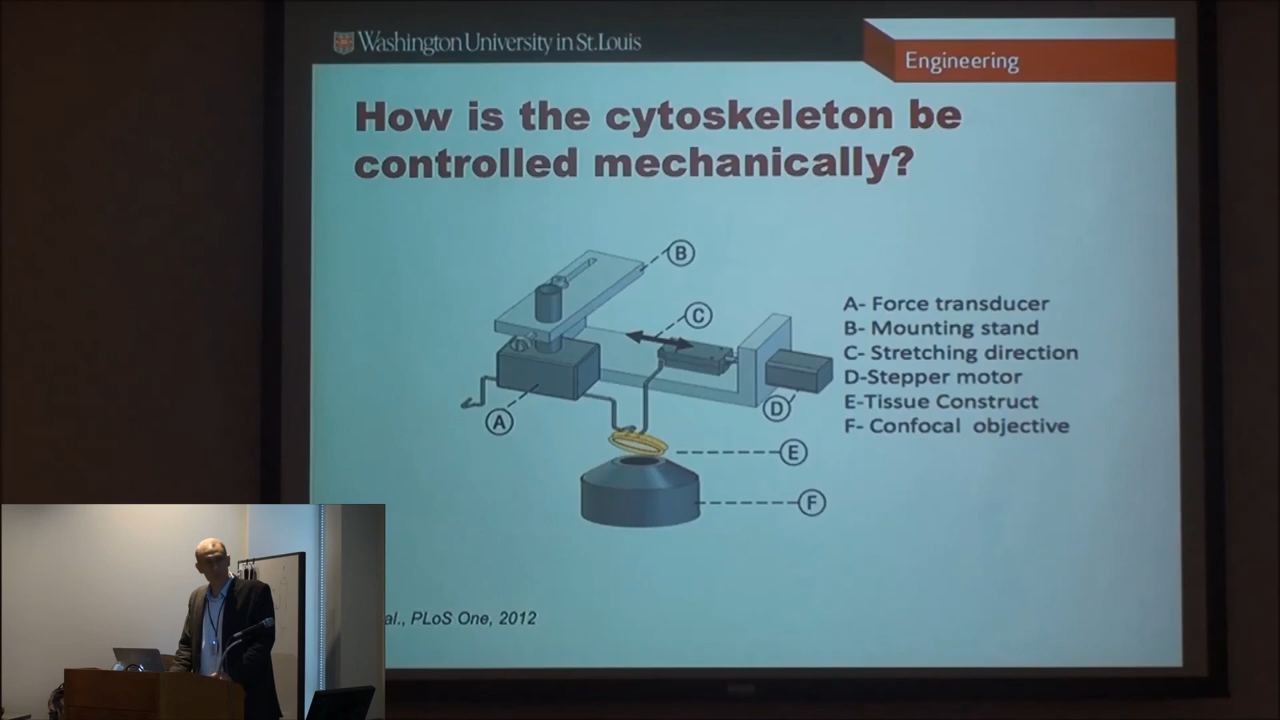 Washington University in St. Louis
Engineering
How is the cytoskeleton be
controlled mechanically?
B
C
A
D
E
F
A- Force transducer
B- Mounting stand
C- Stretching direction
D-Stepper motor
E-Tissue Construct
F- Confocal objective
al., PLoS One, 2012